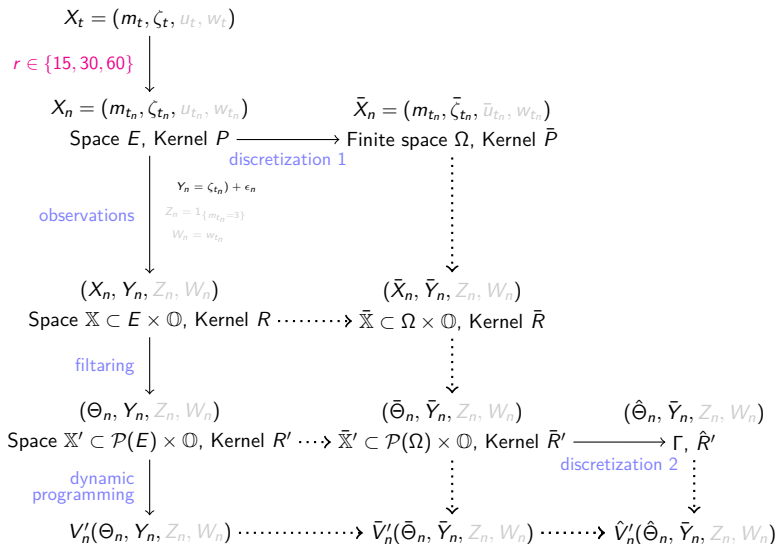 X_t = (m_t, ζ_t, u_t, w_t)
r ∈ {15, 30, 60}
X_n = (m_{t_n}, ζ_{t_n}, u_{t_n}, w_{t_n}) X̄_n = (m_{t_n}, ζ̄_{t_n}, ū_{t_n}, w_{t_n})
Space E, Kernel P Finite space Ω, Kernel P̄
discretization 1
Y_n = ζ_{t_n}) + ϵ_n
observations
Z_n = 𝟙_{{m_{t_n}=3}}
W_n = w_{t_n}
(X_n, Y_n, Z_n, W_n) (X̄_n, Ȳ_n, Z_n, W_n)
Space 𝕏 ⊂ E × 𝕆, Kernel R 𝕏̄ ⊂ Ω × 𝕆, Kernel R̄
filtaring
(Θ_n, Y_n, Z_n, W_n) (Θ̄_n, Ȳ_n, Z_n, W_n) (Θ̂_n, Ȳ_n, Z_n, W_n)
Space 𝕏′ ⊂ 𝒫(E) × 𝕆, Kernel R′ 𝕏̄′ ⊂ 𝒫(Ω) × 𝕆, Kernel R̄′ Γ, R̂′
discretization 2
dynamic
programming
V′_n(Θ_n, Y_n, Z_n, W_n) V̄′_n(Θ̄_n, Ȳ_n, Z_n, W_n) V̂′_n(Θ̂_n, Ȳ_n, Z_n, W_n)